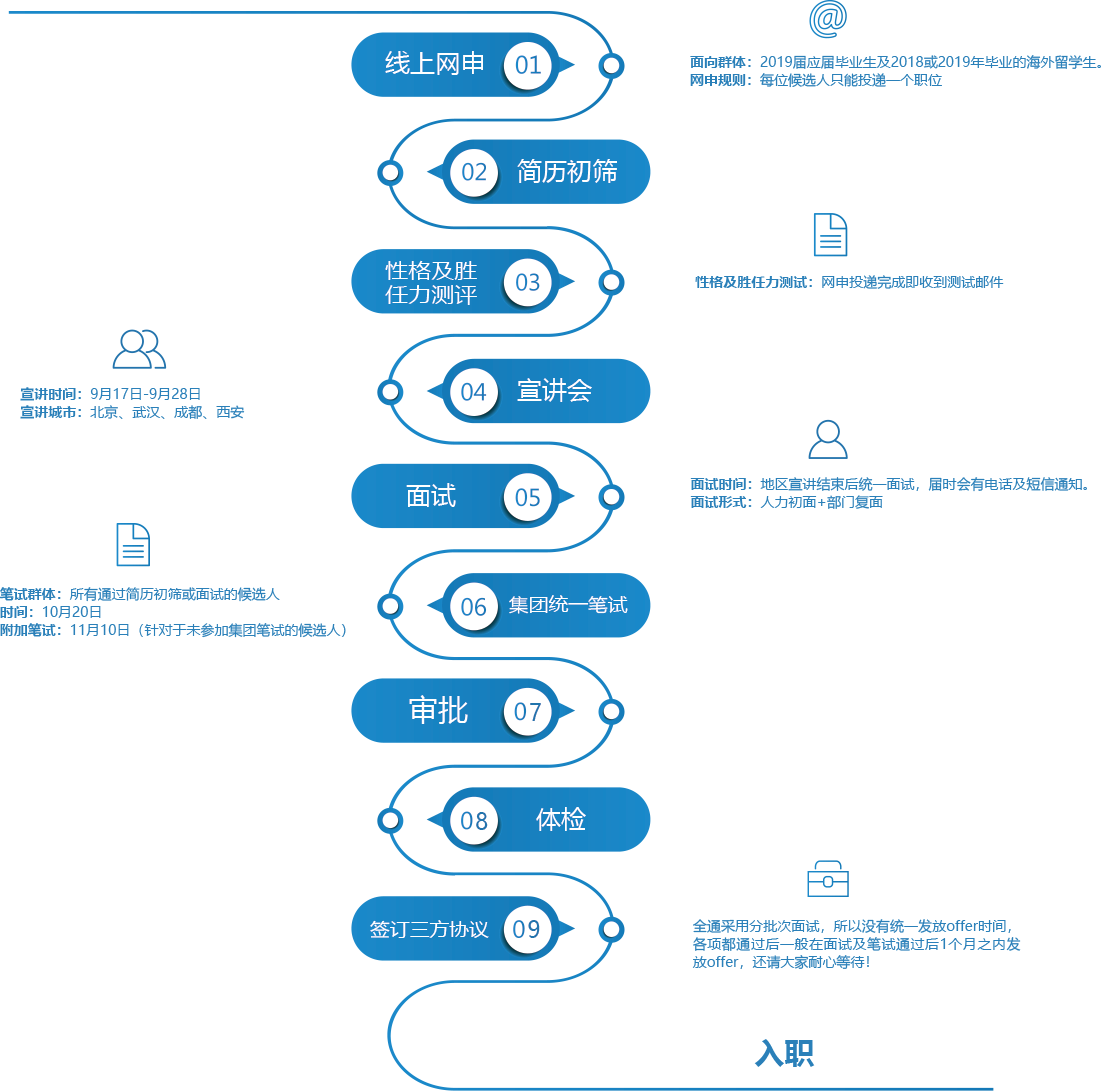 线上网申 01
@
面向群体：2019届应届毕业生及2018或2019年毕业的海外留学生。
网申规则：每位候选人只能投递一个职位
02 简历初筛
性格及胜
任力测评
03
性格及胜任力测试：网申投递完成即收到测试邮件
04 宣讲会
宣讲时间：9月17日-9月28日
宣讲城市：北京、武汉、成都、西安
面试 05
面试时间：地区宣讲结束后统一面试，届时会有电话及短信通知。
面试形式：人力初面+部门复面
06 集团统一笔试
笔试群体：所有通过简历初筛或面试的候选人
时间：10月20日
附加笔试：11月10日（针对于未参加集团笔试的候选人）
审批 07
08 体检
签订三方协议 09
全通采用分批次面试，所以没有统一发放offer时间，
各项都通过后一般在面试及笔试通过后1个月之内发
放offer，还请大家耐心等待！
入职